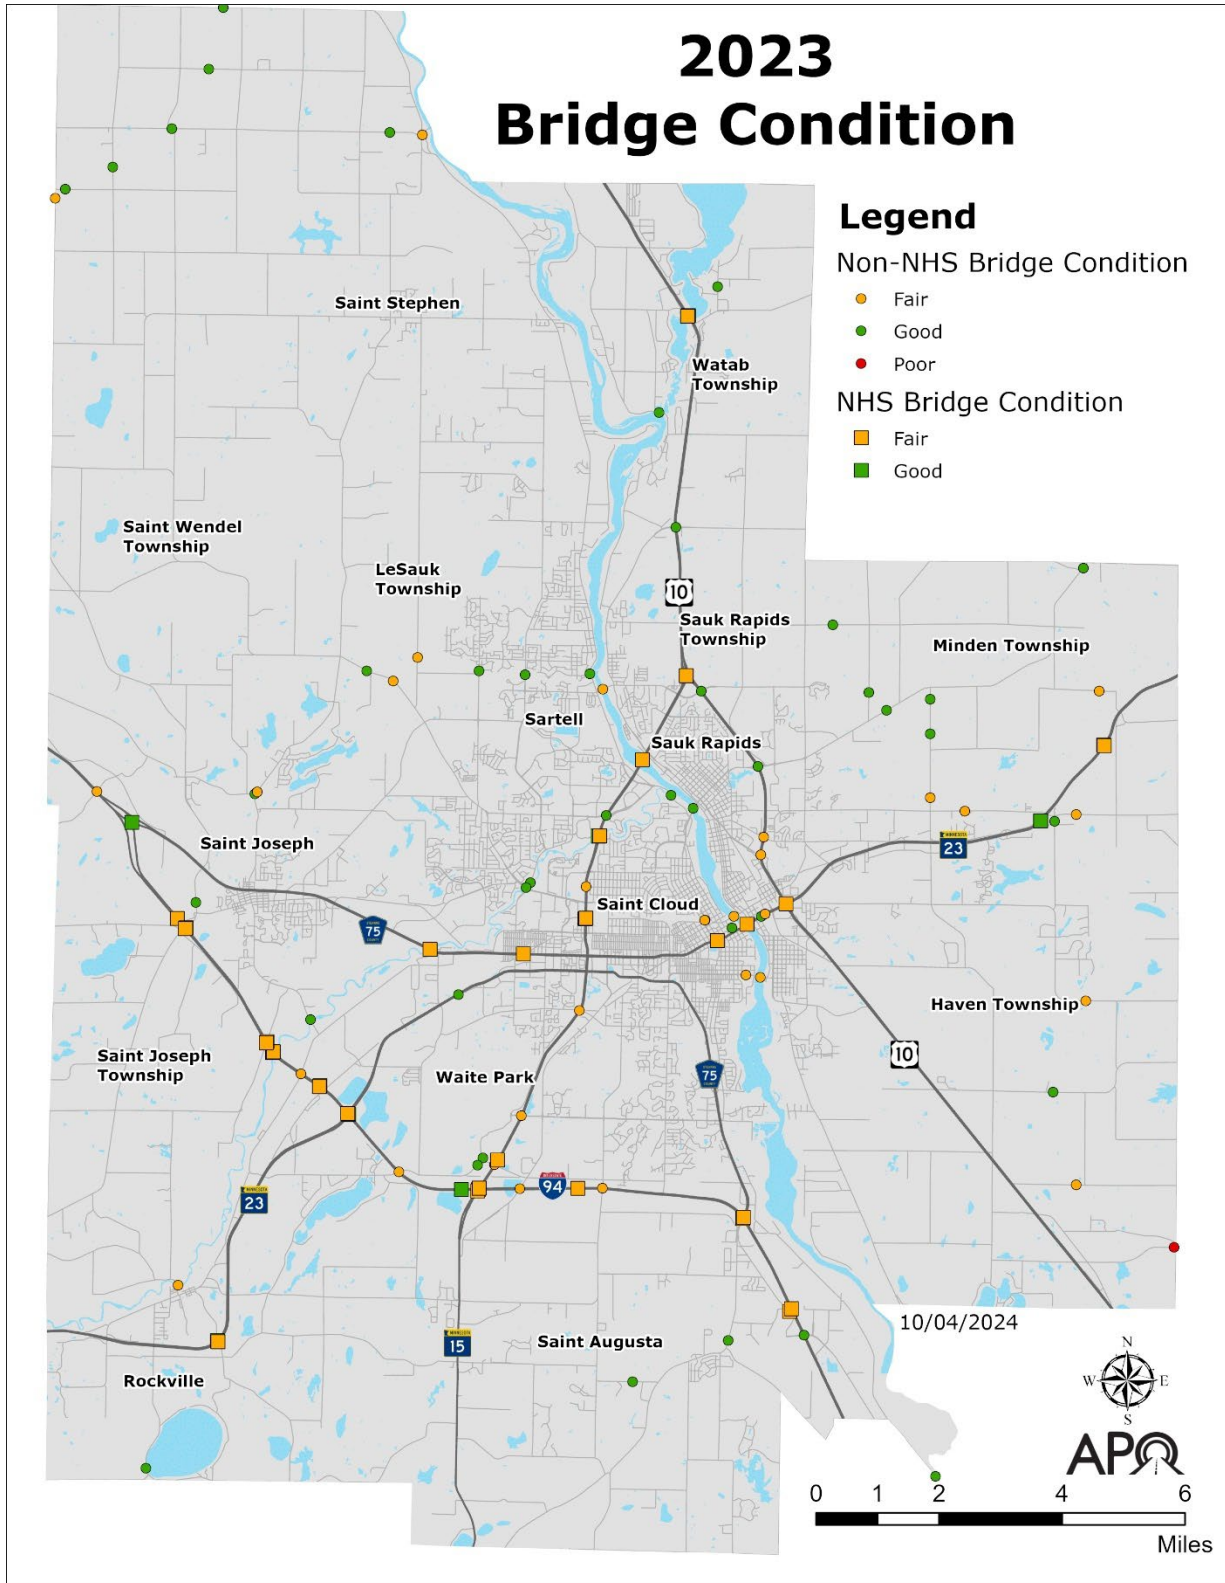 2023
Bridge Condition
Legend
Non-NHS Bridge Condition
Fair
Good
Poor
NHS Bridge Condition
Fair
Good
Saint Stephen
Watab
Township
Saint Wendel
Township
LeSauk
Township
10
Sauk Rapids
Township
Minden Township
Sartell
Sauk Rapids
Saint Joseph
23
Saint Cloud
75
Haven Township
10
Saint Joseph
Township
Waite Park
75
94
23
15
Saint Augusta
Rockville
10/04/2024
N
W E
S
APO
0 1 2 4 6
Miles